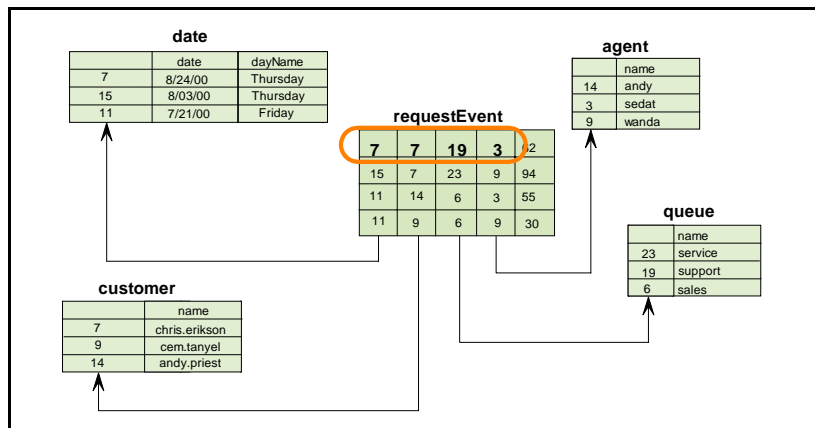 date
date dayName
7 8/24/00 Thursday
15 8/03/00 Thursday
11 7/21/00 Friday
agent
name
14 andy
3 sedat
9 wanda
requestEvent
7 7 19 3 62
15 7 23 9 94
11 14 6 3 55
11 9 6 9 30
queue
name
23 service
19 support
6 sales
customer
name
7 chris.erikson
9 cem.tanyel
14 andy.priest